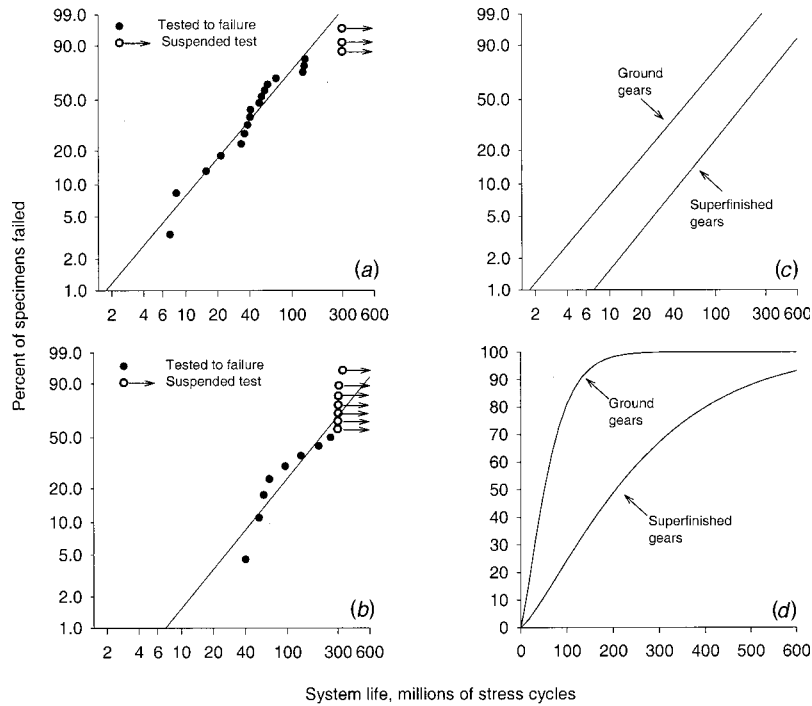 Percent of specimens failed
99.0
90.0
50.0
20.0
10.0
5.0
2.0
1.0
Tested to failure
Suspended test
(a)
2 4 6 10 20 40 100 300 600
99.0
90.0
50.0
20.0
10.0
5.0
2.0
1.0
Ground
gears
Superfinished
gears
(c)
2 4 6 10 20 40 100 300 600
99.0
90.0
50.0
20.0
10.0
5.0
2.0
1.0
Tested to failure
Suspended test
(b)
2 4 6 10 20 40 100 300 600
100
90
80
70
60
50
40
30
20
10
0
Ground
gears
Superfinished
gears
(d)
0 100 200 300 400 500 600
System life, millions of stress cycles